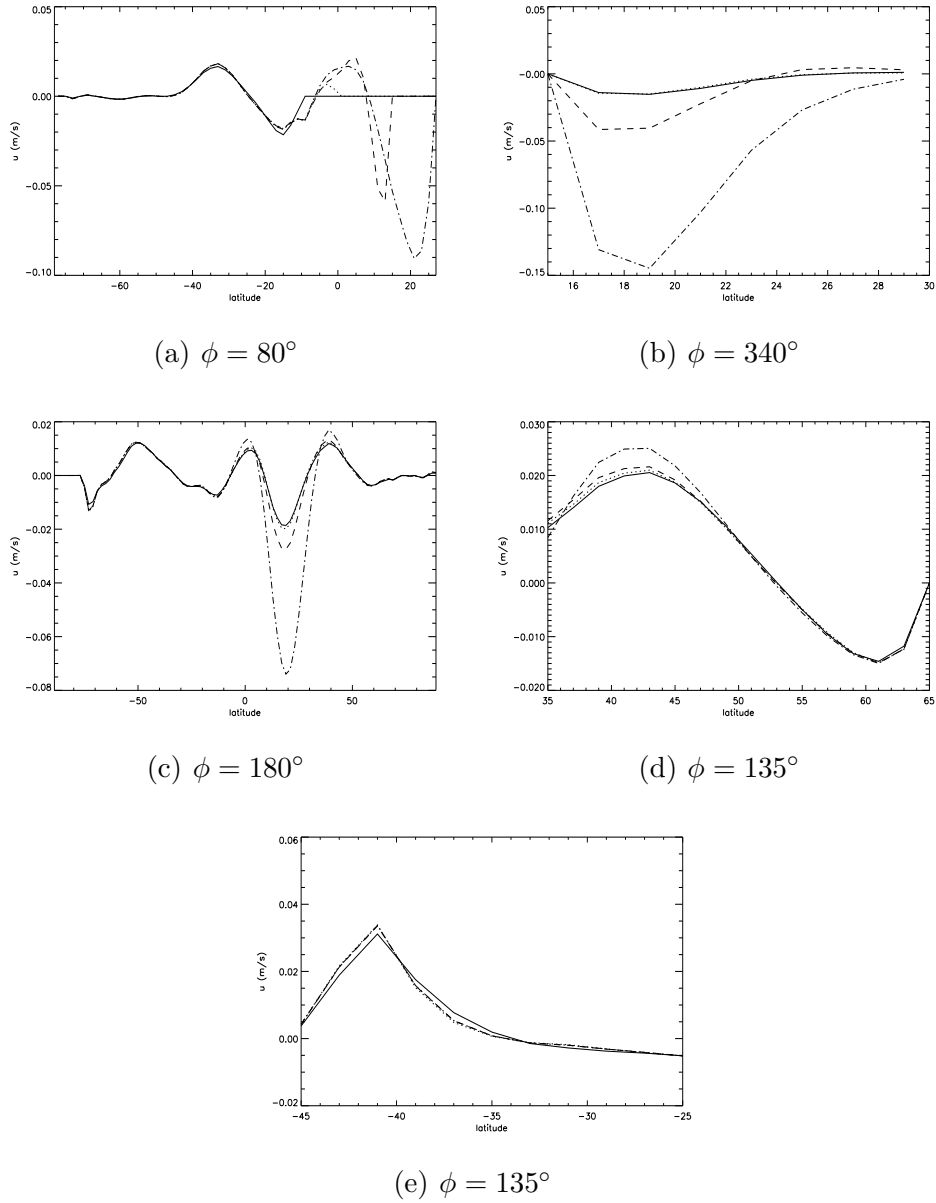 0.05
0.00
−0.05
−0.10
u (m/s)
−60 −40 −20 0 20
latitude
(a) ϕ = 80°
0.05
−0.00
−0.05
−0.10
−0.15
u (m/s)
16 18 20 22 24 26 28 30
latitude
(b) ϕ = 340°
0.02
0.00
−0.02
−0.04
−0.06
−0.08
u (m/s)
−50 0 50
latitude
(c) ϕ = 180°
0.030
0.020
0.010
0.000
−0.010
−0.020
u (m/s)
35 40 45 50 55 60 65
latitude
(d) ϕ = 135°
0.06
0.04
0.02
0.00
−0.02
u (m/s)
−45 −40 −35 −30 −25
latitude
(e) ϕ = 135°